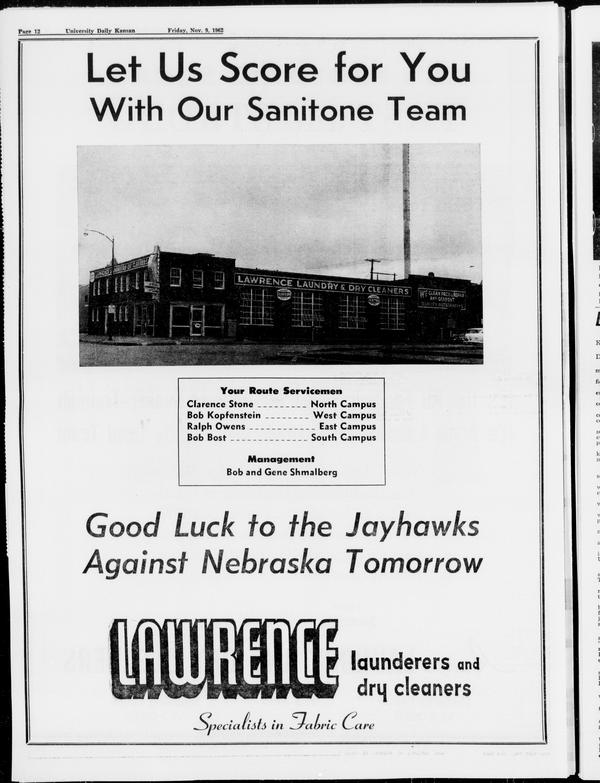 Page 12 University Daily Kansan Friday, Nov. 9, 1962
Let Us Score for You
With Our Sanitone Team
LAWRENCE LAUNDRY & DRY CLEANERS
Your Route Servicemen
Clarence Stone North Campus
Bob Kopfenstein West Campus
Ralph Owens East Campus
Bob Bost South Campus
Management
Bob and Gene Shmalberg
Good Luck to the Jayhawks
Against Nebraska Tomorrow
LAWRENCE
launderers and
dry cleaners
Specialists in Fabric Care